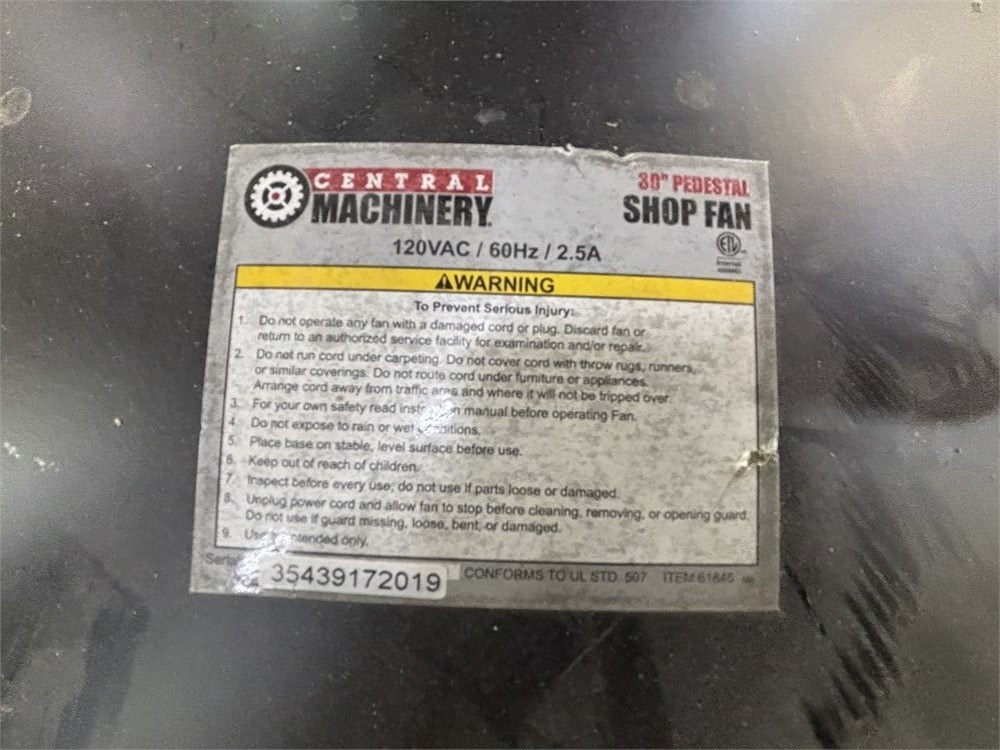 CENTRAL
MACHINERY
30" PEDESTAL
SHOP FAN
120VAC / 60Hz / 2.5A
ETL
WARNING
To Prevent Serious Injury:
1. Do not operate any fan with a damaged cord or plug. Discard fan or
return to an authorized service facility for examination and/or repair.
2. Do not run cord under carpeting. Do not cover cord with throw rugs, runners,
or similar coverings. Do not route cord under furniture or appliances.
Arrange cord away from traffic area and where it will not be tripped over.
3. For your own safety read manual before operating Fan.
4. Do not expose to rain or wet
5. Place base on stable, level surface before use.
6. Keep out of reach of children.
7. Inspect before every use; do not use if parts loose or damaged.
8. Unplug power cord and allow fan to stop before cleaning, removing, or opening guard.
Do not use if guard missing, loose, bent, or damaged.
9. Use intended only.
Serial
35439172019
CONFORMS TO UL STD. 507 ITEM 61845